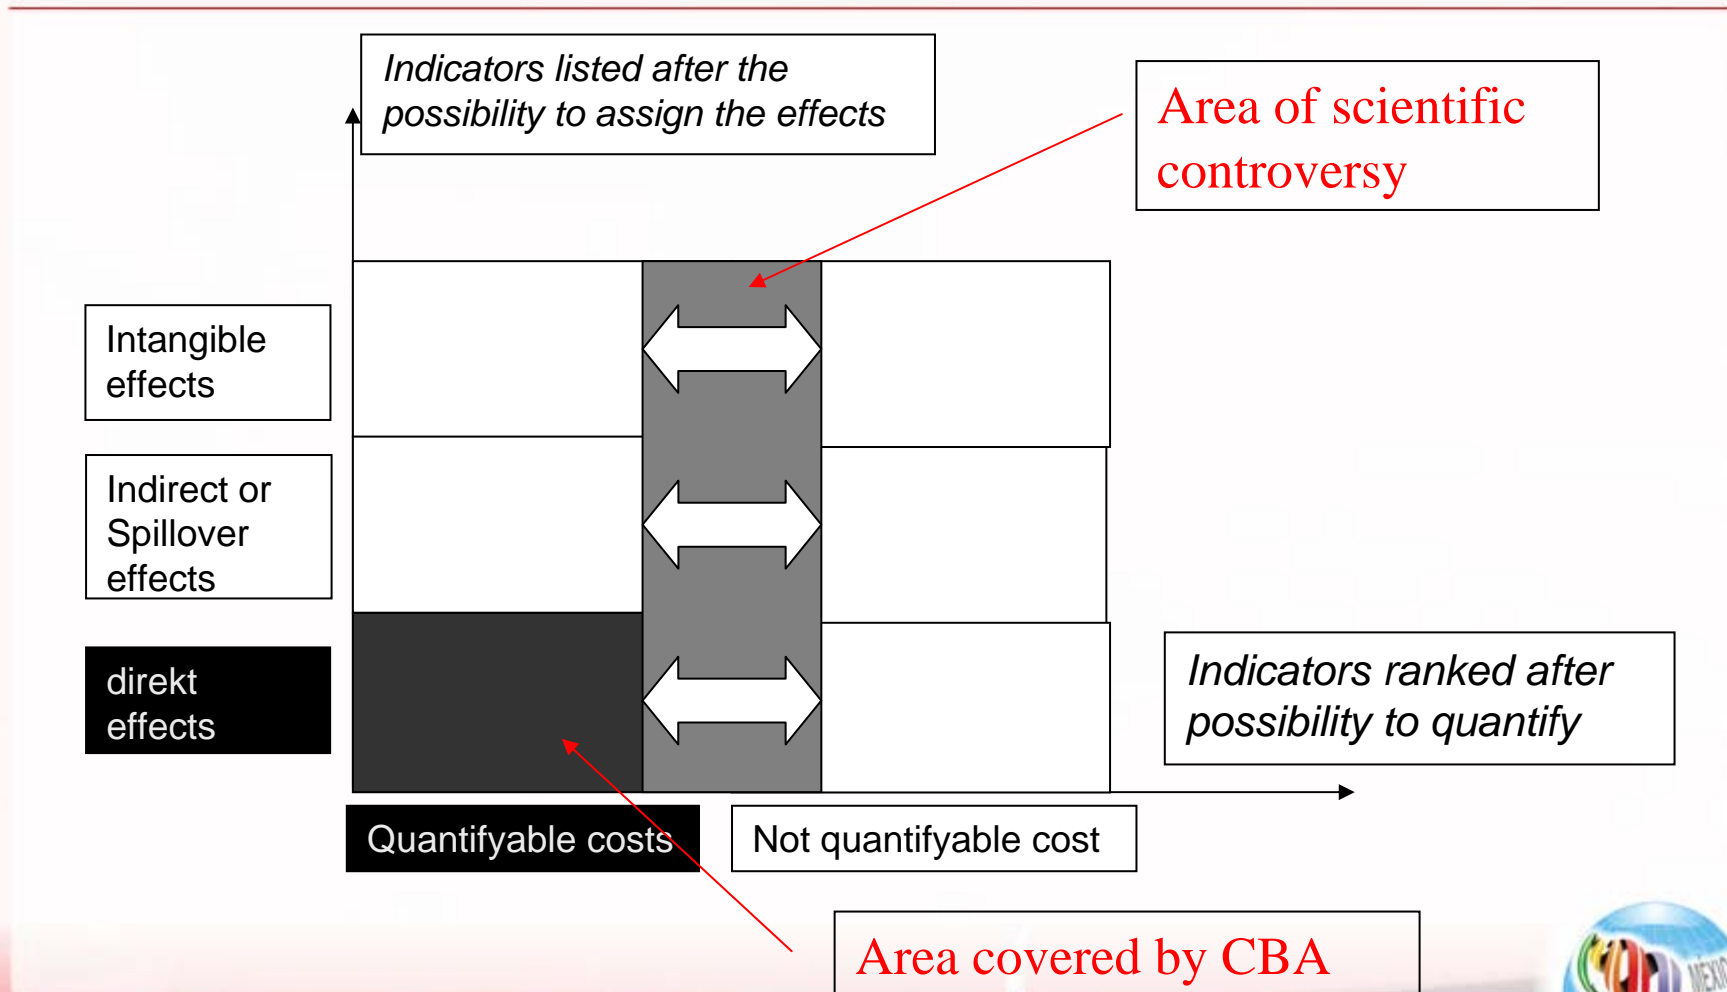 Indicators listed after the
possibility to assign the effects
Area of scientific
controversy
Intangible
effects
Indirect or
Spillover
effects
direkt
effects
Indicators ranked after
possibility to quantify
Quantifyable costs
Not quantifyable cost
Area covered by CBA